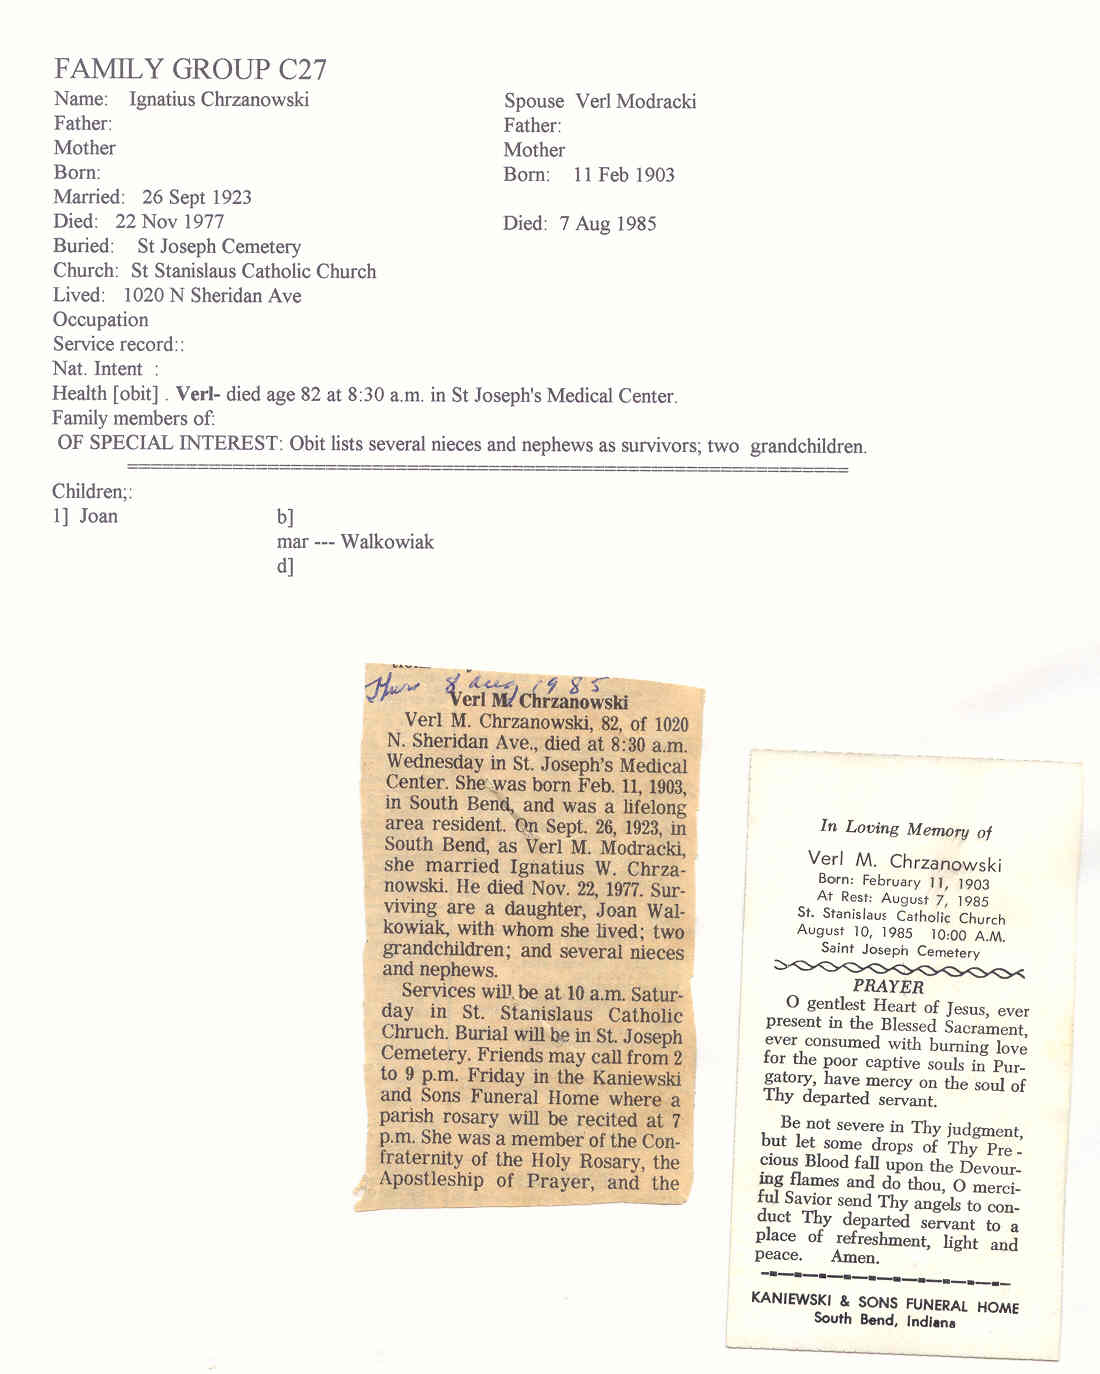 FAMILY GROUP C27
Name: Ignatius Chrzanowski Spouse Verl Modracki
Father: Father:
Mother Mother
Born: Born: 11 Feb 1903
Married: 26 Sept 1923
Died: 22 Nov 1977 Died: 7 Aug 1985
Buried: St Joseph Cemetery
Church: St Stanislaus Catholic Church
Lived: 1020 N Sheridan Ave
Occupation
Service record::
Nat. Intent :
Health [obit] . Verl- died age 82 at 8:30 a.m. in St Joseph's Medical Center.
Family members of:
OF SPECIAL INTEREST: Obit lists several nieces and nephews as survivors; two grandchildren.
Children;:
1] Joan b]
mar --- Walkowiak
d]
Thurs 8 Aug 1985
Verl M. Chrzanowski
Verl M. Chrzanowski, 82, of 1020
N. Sheridan Ave., died at 8:30 a.m.
Wednesday in St. Joseph's Medical
Center. She was born Feb. 11, 1903,
in South Bend, and was a lifelong
area resident. On Sept. 26, 1923, in
South Bend, as Verl M. Modracki,
she married Ignatius W. Chrza-
nowski. He died Nov. 22, 1977. Sur-
viving are a daughter, Joan Wal-
kowiak, with whom she lived; two
grandchildren; and several nieces
and nephews.
Services will be at 10 a.m. Satur-
day in St. Stanislaus Catholic
Chruch. Burial will be in St. Joseph
Cemetery. Friends may call from 2
to 9 p.m. Friday in the Kaniewski
and Sons Funeral Home where a
parish rosary will be recited at 7
p.m. She was a member of the Con-
fraternity of the Holy Rosary, the
Apostleship of Prayer, and the
In Loving Memory of
Verl M. Chrzanowski
Born: February 11, 1903
At Rest: August 7, 1985
St. Stanislaus Catholic Church
August 10, 1985 10:00 A.M.
Saint Joseph Cemetery
PRAYER
O gentlest Heart of Jesus, ever
present in the Blessed Sacrament,
ever consumed with burning love
for the poor captive souls in Pur-
gatory, have mercy on the soul of
Thy departed servant.
Be not severe in Thy judgment,
but let some drops of Thy Pre-
cious Blood fall upon the Devour-
ing flames and do thou, O merci-
ful Savior send Thy angels to con-
duct Thy departed servant to a
place of refreshment, light and
peace. Amen.
KANIEWSKI & SONS FUNERAL HOME
South Bend, Indiana